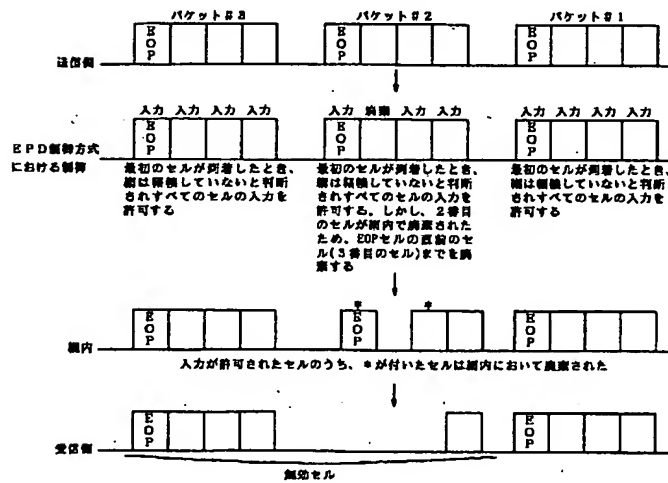 パケット#3 パケット#2 パケット#1
EOP EOP EOP
送信側
入力 入力 入力 入力 入力 廃棄 入力 入力 入力 入力 入力 入力
EOP EOP EOP
EPD制御方式
における制御
最初のセルが到着したとき、
網は輻輳していないと判断
されすべてのセルの入力を
許可する
最初のセルが到着したとき、
網は輻輳していないと判断
されすべてのセルの入力を
許可する。しかし、2番目
のセルが網内で廃棄された
ため、EOPセルの直前のセ
ル(3番目のセル)までを廃
棄する
最初のセルが到着したとき、
網は輻輳していないと判断
されすべてのセルの入力を
許可する
* *
EOP EOP EOP
網内
入力が許可されたセルのうち、*が付いたセルは網内において廃棄された
EOP EOP
受信側
無効セル